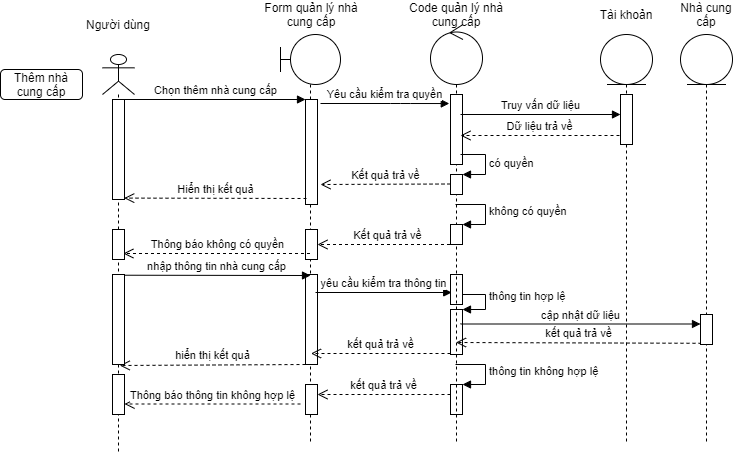 Người dùng
Form quản lý nhà
cung cấp
Code quản lý nhà
cung cấp
Tài khoản
Nhà cung
cấp
Thêm nhà
cung cấp
Chọn thêm nhà cung cấp
Yêu cầu kiểm tra quyền
Truy vấn dữ liệu
Dữ liệu trả về
có quyền
Kết quả trả về
Hiển thị kết quả
không có quyền
Kết quả trả về
Thông báo không có quyền
nhập thông tin nhà cung cấp
yêu cầu kiểm tra thông tin
thông tin hợp lệ
cập nhật dữ liệu
kết quả trả về
kết quả trả về
hiển thị kết quả
thông tin không hợp lệ
kết quả trả về
Thông báo thông tin không hợp lệ